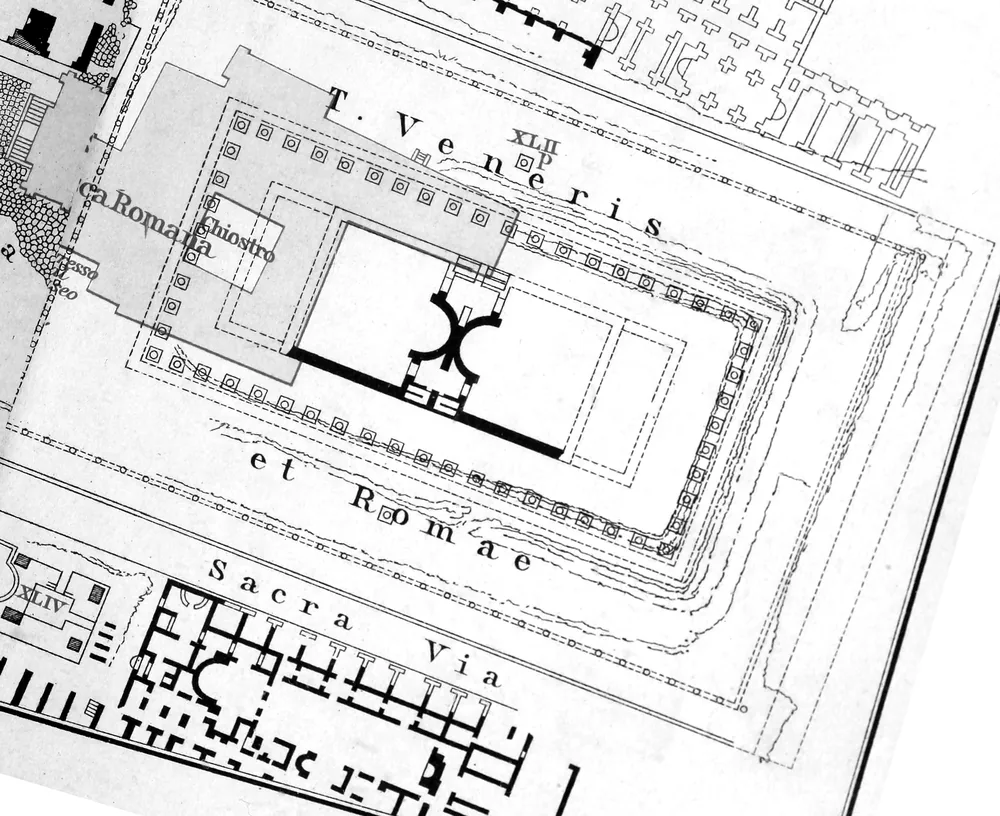 XLII
P
T. Veneris
ca Romana
Chiostro
a
et Romae
Sacra Via
XLIV